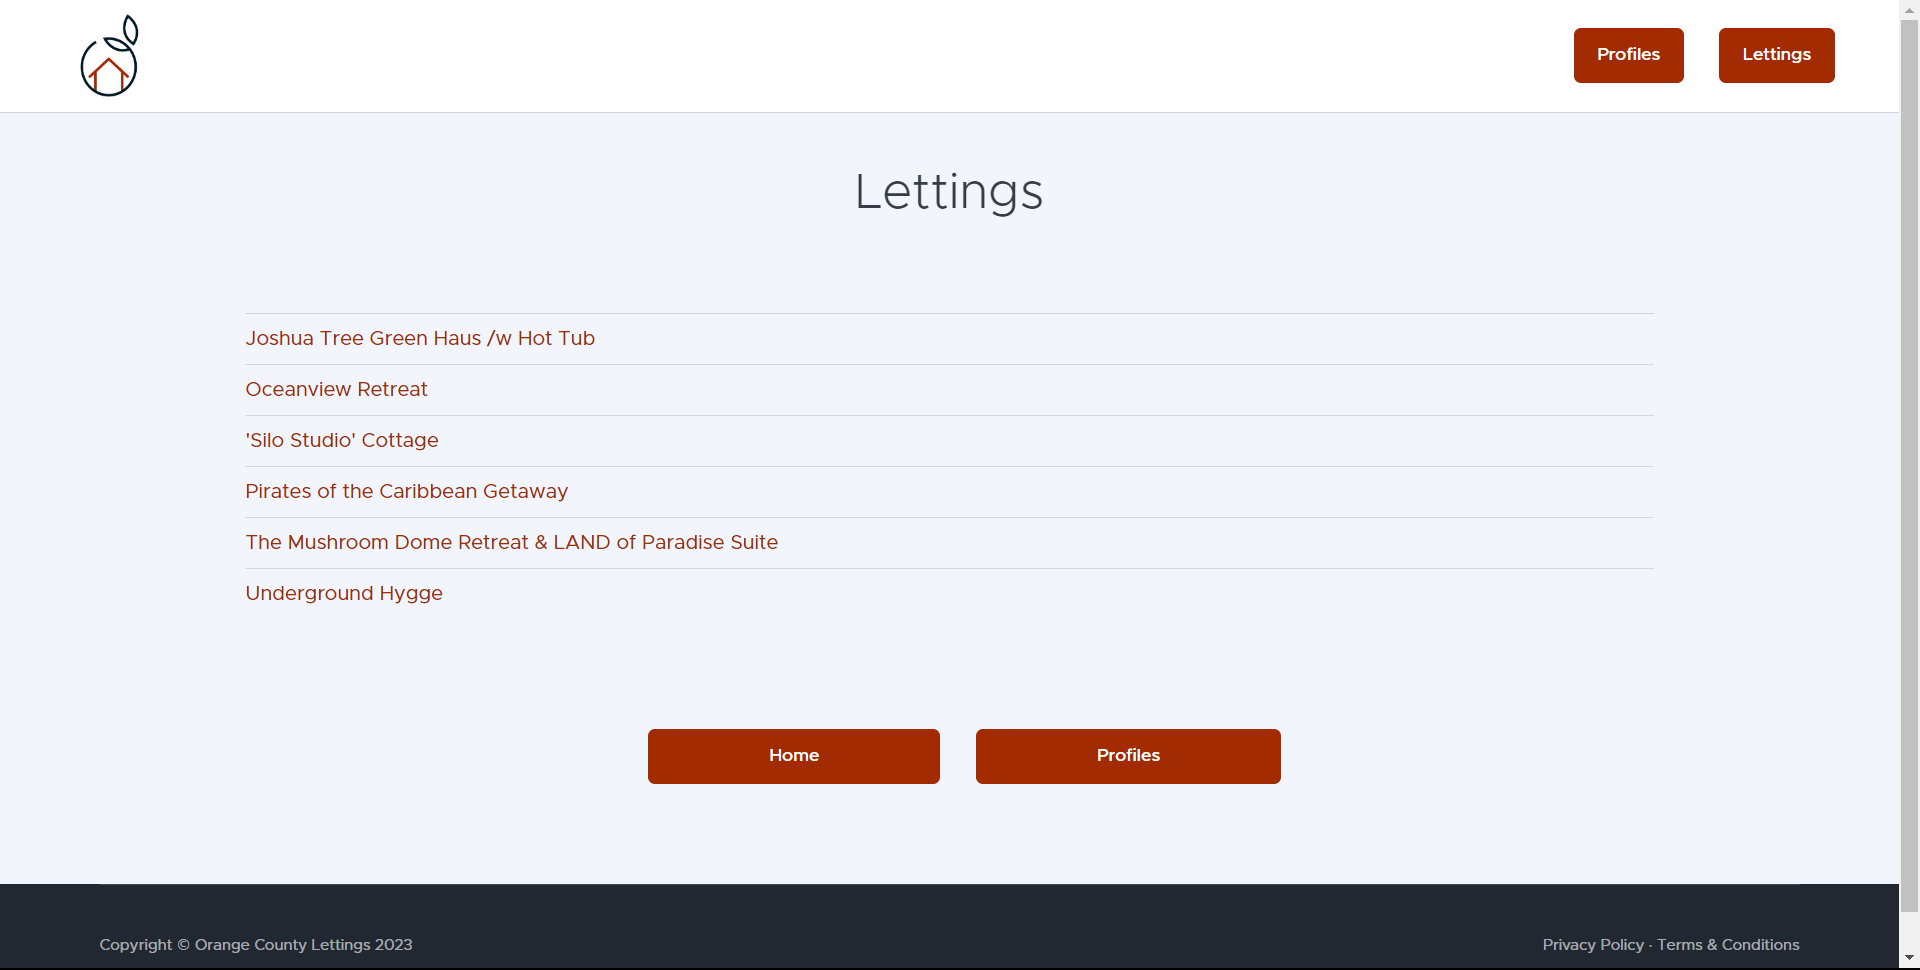 Profiles
Lettings
Lettings
Joshua Tree Green Haus /w Hot Tub
Oceanview Retreat
'Silo Studio' Cottage
Pirates of the Caribbean Getaway
The Mushroom Dome Retreat & LAND of Paradise Suite
Underground Hygge
Home
Profiles
Copyright © Orange County Lettings 2023
Privacy Policy · Terms & Conditions